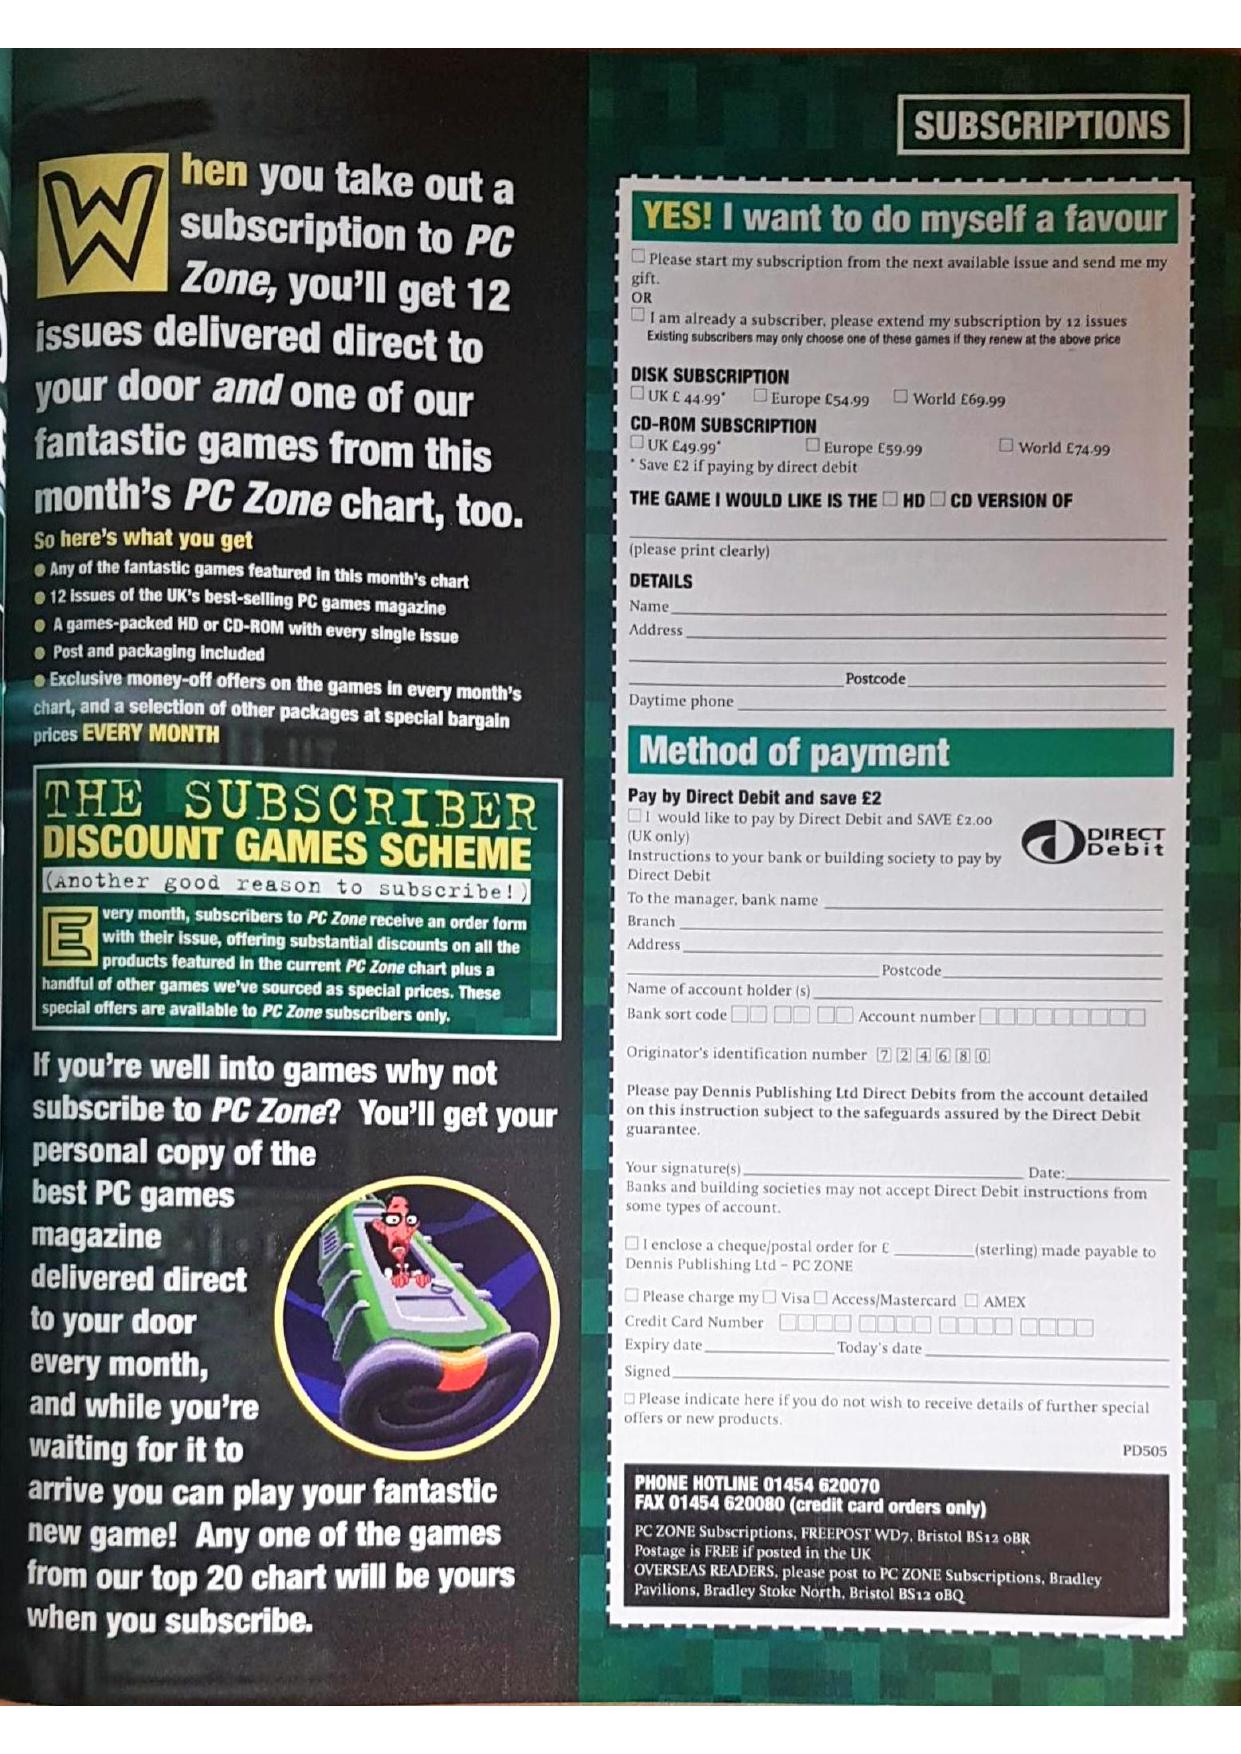 When you take out a
subscription to PC
Zone, you'll get 12
issues delivered direct to
your door and one of our
fantastic games from this
month's PC Zone chart, too.
So here's what you get
● Any of the fantastic games featured in this month's chart
● 12 issues of the UK's best-selling PC games magazine
● A games-packed HD or CD-ROM with every single issue
● Post and packaging included
● Exclusive money-off offers on the games in every month's
chart, and a selection of other packages at special bargain
prices EVERY MONTH
THE SUBSCRIBER
DISCOUNT GAMES SCHEME
(Another good reason to subscribe!)
Every month, subscribers to PC Zone receive an order form
with their issue, offering substantial discounts on all the
products featured in the current PC Zone chart plus a
handful of other games we've sourced as special prices. These
special offers are available to PC Zone subscribers only.
If you're well into games why not
subscribe to PC Zone? You'll get your
personal copy of the
best PC games
magazine
delivered direct
to your door
every month,
and while you're
waiting for it to
arrive you can play your fantastic
new game! Any one of the games
from our top 20 chart will be yours
when you subscribe.
SUBSCRIPTIONS
YES! I want to do myself a favour
☐ Please start my subscription from the next available issue and send me my
gift.
OR
☐ I am already a subscriber, please extend my subscription by 12 issues
Existing subscribers may only choose one of these games if they renew at the above price
DISK SUBSCRIPTION
☐ UK £ 44.99* ☐ Europe £54.99 ☐ World £69.99
CD-ROM SUBSCRIPTION
☐ UK £49.99* ☐ Europe £59.99 ☐ World £74.99
* Save £2 if paying by direct debit
THE GAME I WOULD LIKE IS THE ☐ HD ☐ CD VERSION OF
(please print clearly)
DETAILS
Name
Address
Postcode
Daytime phone
Method of payment
Pay by Direct Debit and save £2
☐ I would like to pay by Direct Debit and SAVE £2.00
(UK only)
DIRECT
Debit
Instructions to your bank or building society to pay by
Direct Debit
To the manager, bank name
Branch
Address
Postcode
Name of account holder (s)
Bank sort code Account number
Originator's identification number 7 2 4 6 8 0
Please pay Dennis Publishing Ltd Direct Debits from the account detailed
on this instruction subject to the safeguards assured by the Direct Debit
guarantee.
Your signature(s) Date:
Banks and building societies may not accept Direct Debit instructions from
some types of account.
☐ I enclose a cheque/postal order for £ (sterling) made payable to
Dennis Publishing Ltd – PC ZONE
☐ Please charge my ☐ Visa ☐ Access/Mastercard ☐ AMEX
Credit Card Number
Expiry date Today's date
Signed
☐ Please indicate here if you do not wish to receive details of further special
offers or new products.
PD505
PHONE HOTLINE 01454 620070
FAX 01454 620080 (credit card orders only)
PC ZONE Subscriptions, FREEPOST WD7, Bristol BS12 0BR
Postage is FREE if posted in the UK
OVERSEAS READERS, please post to PC ZONE Subscriptions, Bradley
Pavilions, Bradley Stoke North, Bristol BS12 0BQ